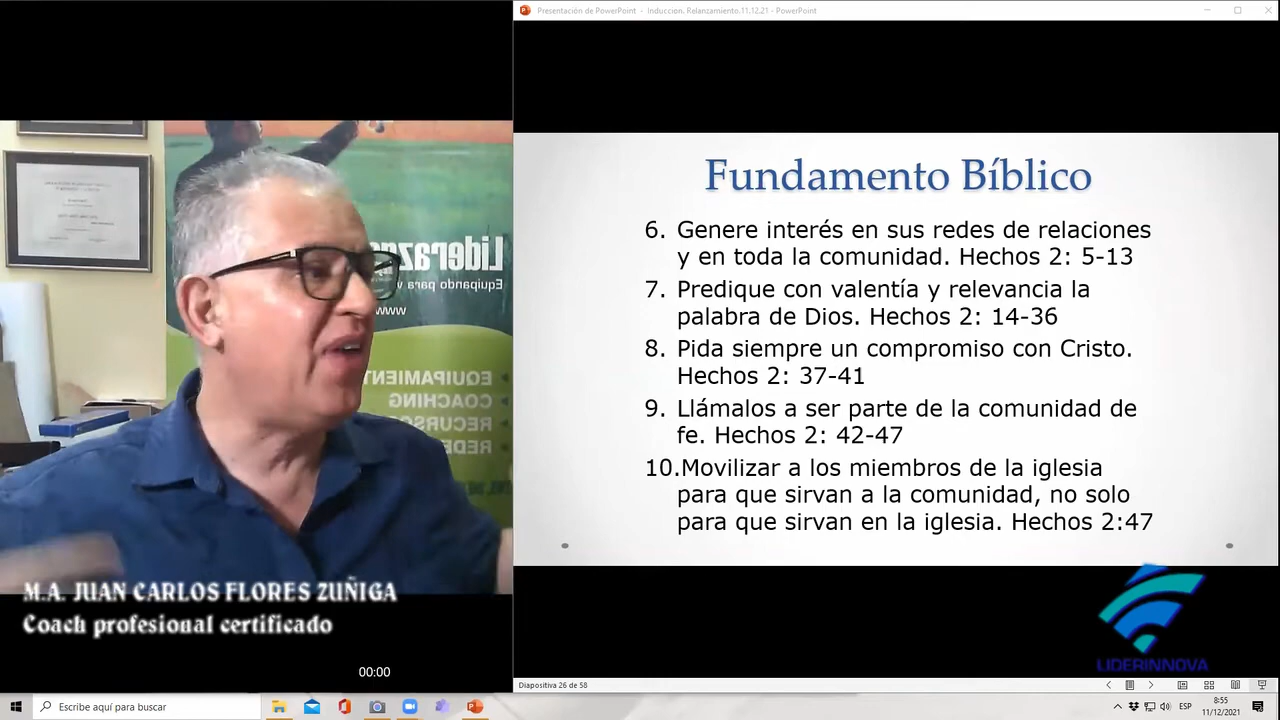 Presentación de PowerPoint - Induccion. Relanzamiento.11.12.21 - PowerPoint
Fundamento Bíblico
6. Genere interés en sus redes de relaciones
y en toda la comunidad. Hechos 2: 5-13
7. Predique con valentía y relevancia la
palabra de Dios. Hechos 2: 14-36
8. Pida siempre un compromiso con Cristo.
Hechos 2: 37-41
9. Llámalos a ser parte de la comunidad de
fe. Hechos 2: 42-47
10.Movilizar a los miembros de la iglesia
para que sirvan a la comunidad, no solo
para que sirvan en la iglesia. Hechos 2:47
Equipando para
www
EQUIPAMIENT
COACHING
RECURSO
REDE
M.A. JUAN CARLOS FLORES ZUÑIGA
Coach profesional certificado
00:00
LIDERINNOVA
Diapositiva 26 de 58
Escribe aquí para buscar
ESP
8:55
11/12/2021